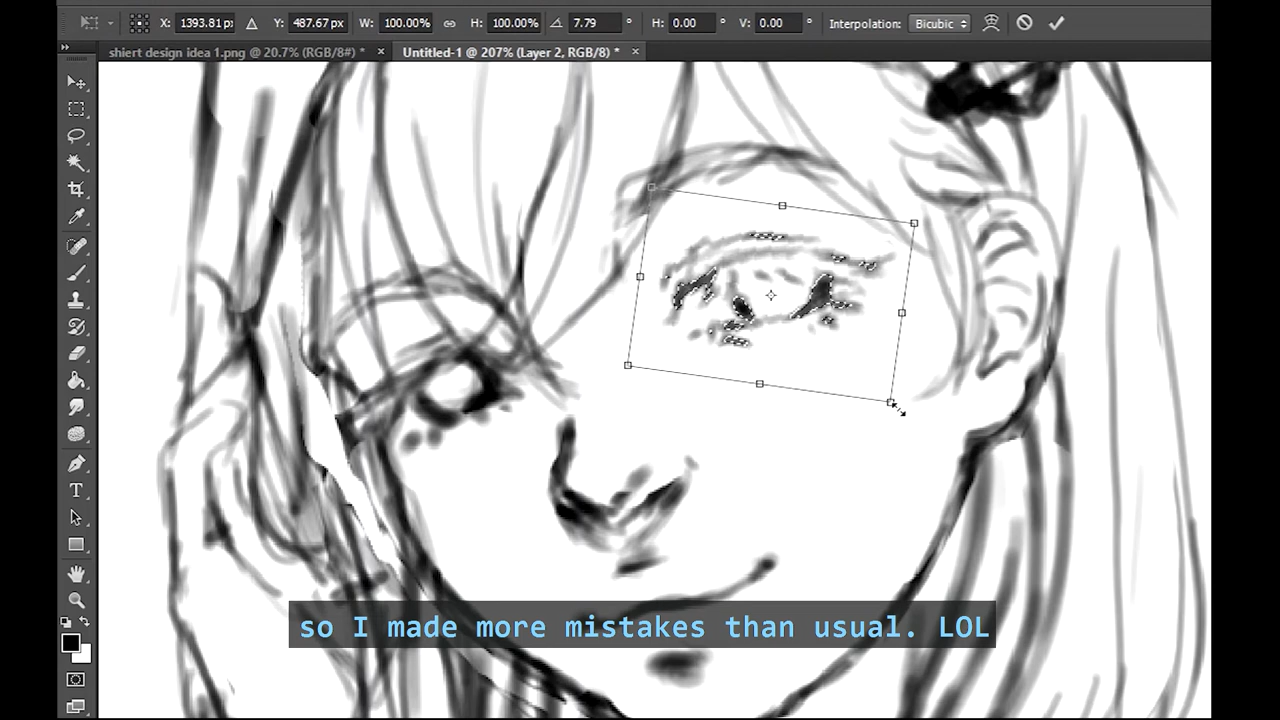 X: 1393.81 p: Y: 487.67 px W: 100.00% H: 100.00% 7.79 ° H: 0.00 ° V: 0.00 ° Interpolation: Bicubic
shiert design idea 1.png @ 20.7% (RGB/8#) * × Untitled-1 @ 207% (Layer 2, RGB/8) * ×
so I made more mistakes than usual. LOL